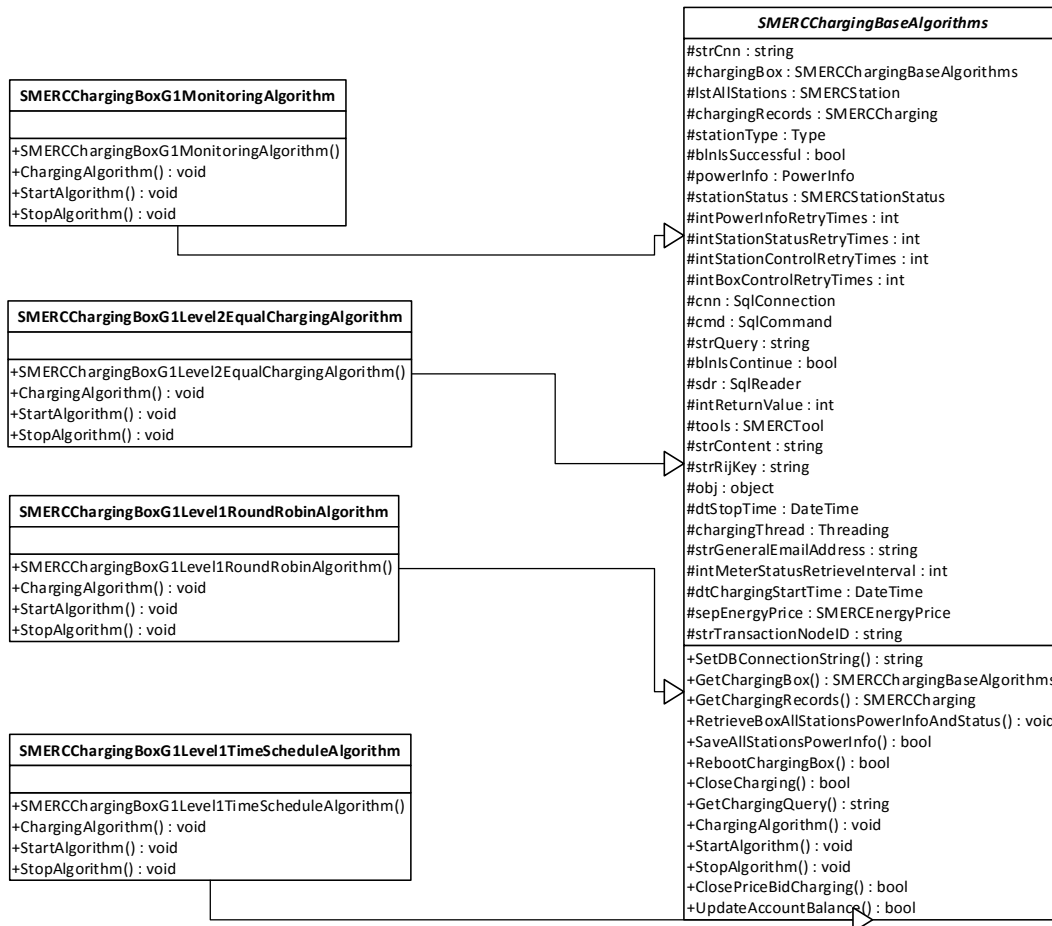 SMERCChargingBoxG1MonitoringAlgorithm
+SMERCChargingBoxG1MonitoringAlgorithm()
+ChargingAlgorithm() : void
+StartAlgorithm() : void
+StopAlgorithm() : void
SMERCChargingBoxG1Level2EqualChargingAlgorithm
+SMERCChargingBoxG1Level2EqualChargingAlgorithm()
+ChargingAlgorithm() : void
+StartAlgorithm() : void
+StopAlgorithm() : void
SMERCChargingBoxG1Level1RoundRobinAlgorithm
+SMERCChargingBoxG1Level1RoundRobinAlgorithm()
+ChargingAlgorithm() : void
+StartAlgorithm() : void
+StopAlgorithm() : void
SMERCChargingBoxG1Level1TimeScheduleAlgorithm
+SMERCChargingBoxG1Level1TimeScheduleAlgorithm()
+ChargingAlgorithm() : void
+StartAlgorithm() : void
+StopAlgorithm() : void
SMERCChargingBaseAlgorithms
#strCnn : string
#chargingBox : SMERCChargingBaseAlgorithms
#lstAllStations : SMERCStation
#chargingRecords : SMERCCharging
#stationType : Type
#blnIsSuccessful : bool
#powerInfo : PowerInfo
#stationStatus : SMERCStationStatus
#intPowerInfoRetryTimes : int
#intStationStatusRetryTimes : int
#intStationControlRetryTimes : int
#intBoxControlRetryTimes : int
#cnn : SqlConnection
#cmd : SqlCommand
#strQuery : string
#blnIsContinue : bool
#sdr : SqlReader
#intReturnValue : int
#tools : SMERCTool
#strContent : string
#strRijKey : string
#obj : object
#dtStopTime : DateTime
#chargingThread : Threading
#strGeneralEmailAddress : string
#intMeterStatusRetrieveInterval : int
#dtChargingStartTime : DateTime
#sepEnergyPrice : SMERCEnergyPrice
#strTransactionNodeID : string
+SetDBConnectionString() : string
+GetChargingBox() : SMERCChargingBaseAlgorithms
+GetChargingRecords() : SMERCCharging
+RetrieveBoxAllStationsPowerInfoAndStatus() : void
+SaveAllStationsPowerInfo() : bool
+RebootChargingBox() : bool
+CloseCharging() : bool
+GetChargingQuery() : string
+ChargingAlgorithm() : void
+StartAlgorithm() : void
+StopAlgorithm() : void
+ClosePriceBidCharging() : bool
+UpdateAccountBalance() : bool